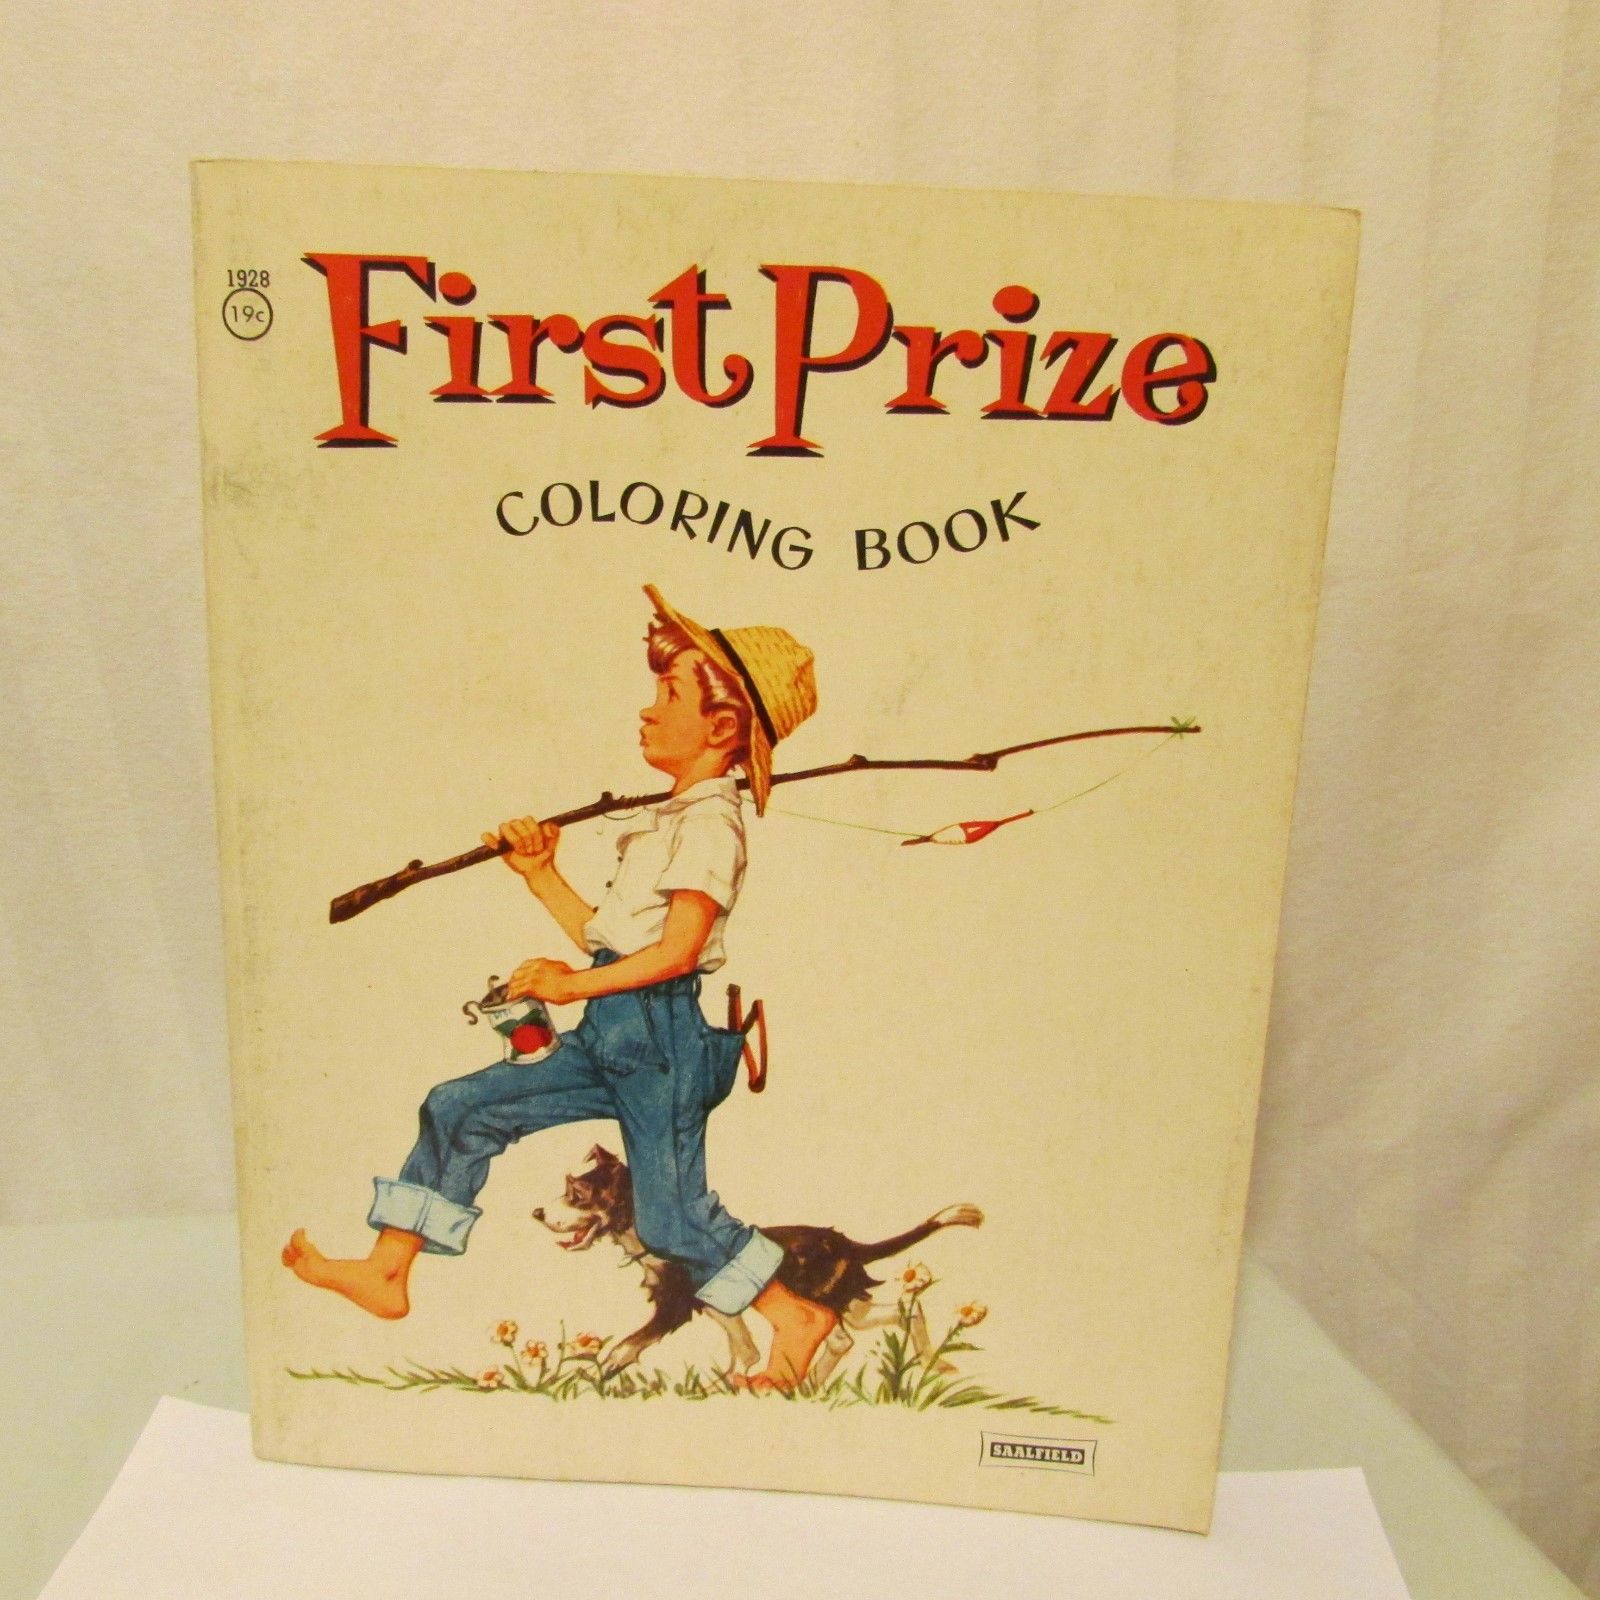 1928
19c
First Prize
COLORING BOOK
SAALFIELD